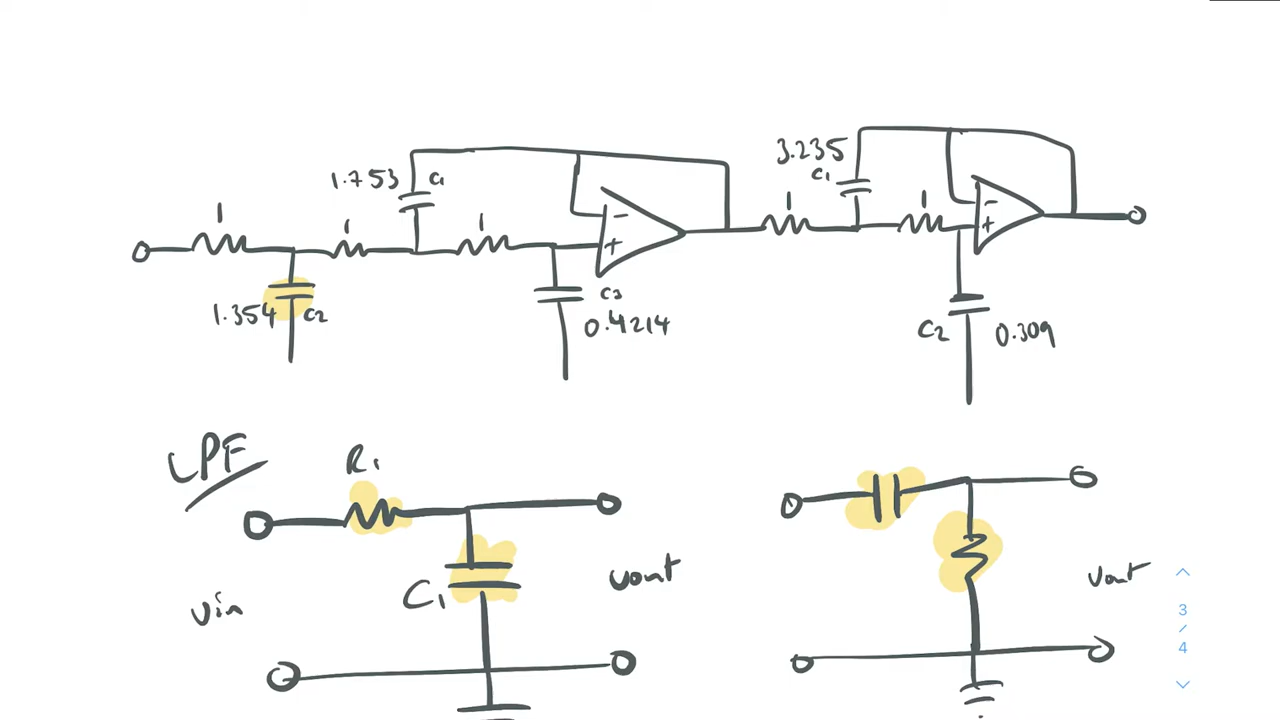 3.235
1.753 C1
C1
1
1
1
1
1
-
+
-
+
1.354 C2
C3
0.4214
C2 0.309
LPF
R1
C1
Vout
Vin
Vout
3
/
4